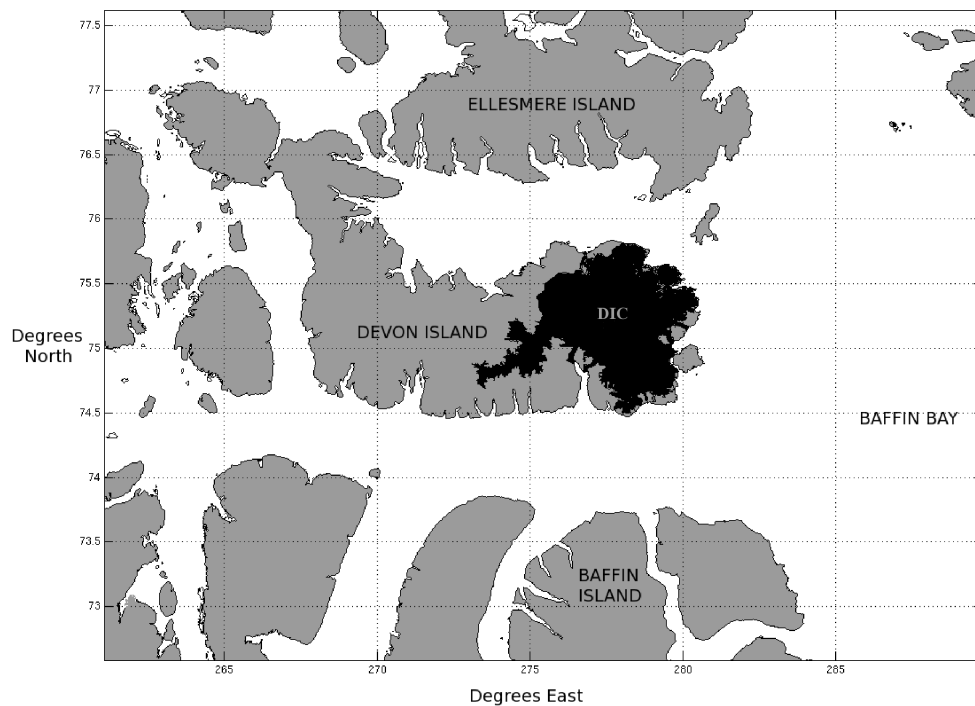 77.5
77
ELLESMERE ISLAND
76.5
76
75.5
DIC
DEVON ISLAND
Degrees
North
75
74.5
BAFFIN BAY
74
73.5
BAFFIN
ISLAND
73
265
270
275
280
285
Degrees East